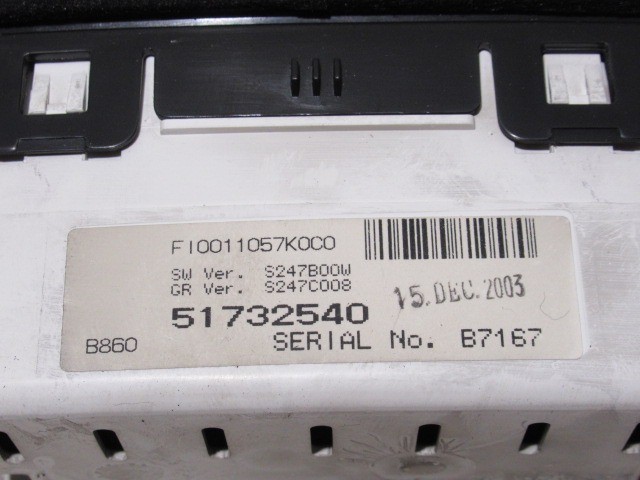 FI0011057K0C0
SW Ver. S247B00W
GR Ver. S247C008
15. DEC. 2003
51732540
B860
SERIAL No. B7167